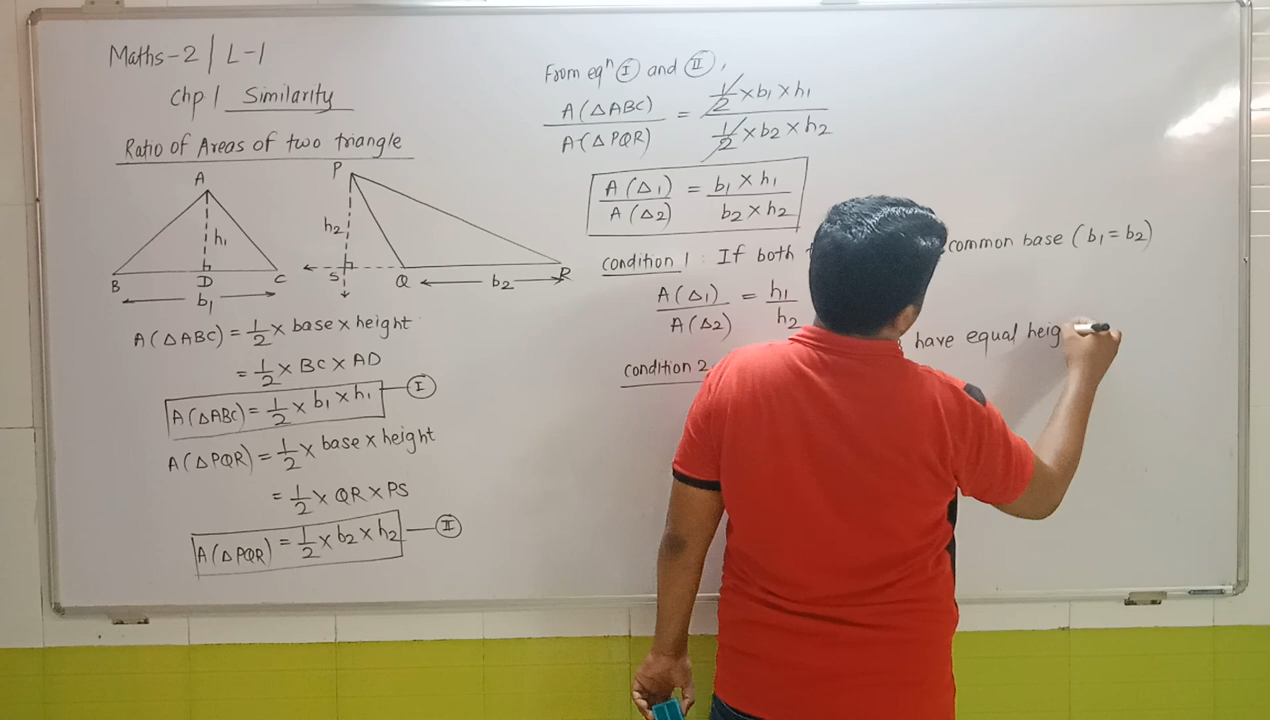 Maths-2 | L-1
Chp 1 Similarity
Ratio of Areas of two triangle
A
h₁
B D C
b₁
P
h₂
S Q R
b₂
A(△ABC) = 1/2 × base × height
= 1/2 × BC × AD
A(△ABC) = 1/2 × b₁ × h₁ — I
A(△PQR) = 1/2 × base × height
= 1/2 × QR × PS
A(△PQR) = 1/2 × b₂ × h₂ — II
From eqⁿ I and II,
A(△ABC) / A(△PQR) = 1/2 × b₁ × h₁ / 1/2 × b₂ × h₂
A(△₁) / A(△2) = b₁ × h₁ / b₂ × h₂
condition 1 : If both common base (b₁ = b₂)
A(△₁) / A(△2) = h₁ / h₂
condition 2 have equal heig